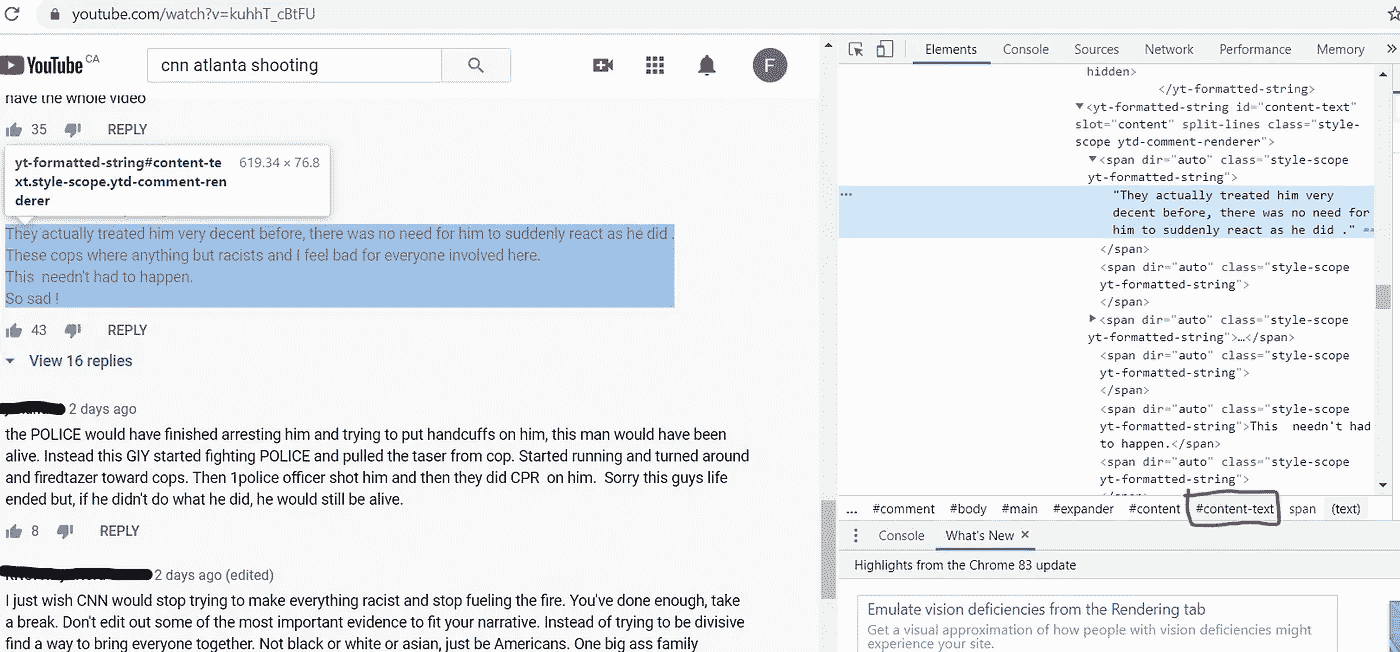 youtube.com/watch?v=kuhhT_cBtFU
YouTube CA
cnn atlanta shooting
F
have the whole video
35 REPLY
yt-formatted-string#content-te 619.34 × 76.8
xt.style-scope.ytd-comment-ren
derer
They actually treated him very decent before, there was no need for him to suddenly react as he did .
These cops where anything but racists and I feel bad for everyone involved here.
This  needn't had to happen.
So sad !
43 REPLY
View 16 replies
2 days ago
the POLICE would have finished arresting him and trying to put handcuffs on him, this man would have been
alive. Instead this GIY started fighting POLICE and pulled the taser from cop. Started running and turned around
and firedtazer toward cops. Then 1police officer shot him and then they did CPR  on him.  Sorry this guys life
ended but, if he didn't do what he did, he would still be alive.
8 REPLY
2 days ago (edited)
I just wish CNN would stop trying to make everything racist and stop fueling the fire. You've done enough, take
a break. Don't edit out some of the most important evidence to fit your narrative. Instead of trying to be divisive
find a way to bring everyone together. Not black or white or asian, just be Americans. One big ass family
Elements Console Sources Network Performance Memory »
hidden>
</yt-formatted-string>
▼<yt-formatted-string id="content-text"
slot="content" split-lines class="style-
scope ytd-comment-renderer">
▼<span dir="auto" class="style-scope
yt-formatted-string">
... "They actually treated him very
decent before, there was no need for
him to suddenly react as he did ." ==
</span>
<span dir="auto" class="style-scope
yt-formatted-string">
</span>
▶<span dir="auto" class="style-scope
yt-formatted-string">…</span>
<span dir="auto" class="style-scope
yt-formatted-string">
</span>
<span dir="auto" class="style-scope
yt-formatted-string">This  needn't had
to happen.</span>
<span dir="auto" class="style-scope
yt-formatted-string">
... #comment #body #main #expander #content #content-text span (text)
Console What's New ×
Highlights from the Chrome 83 update
Emulate vision deficiencies from the Rendering tab
Get a visual approximation of how people with vision deficiencies might
experience your site.